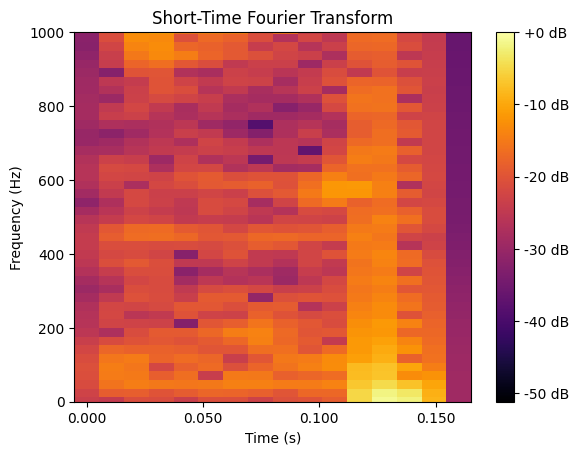 Short-Time Fourier Transform
1000
800
600
400
200
0
Frequency (Hz)
0.000
0.050
0.100
0.150
Time (s)
+0 dB
-10 dB
-20 dB
-30 dB
-40 dB
-50 dB